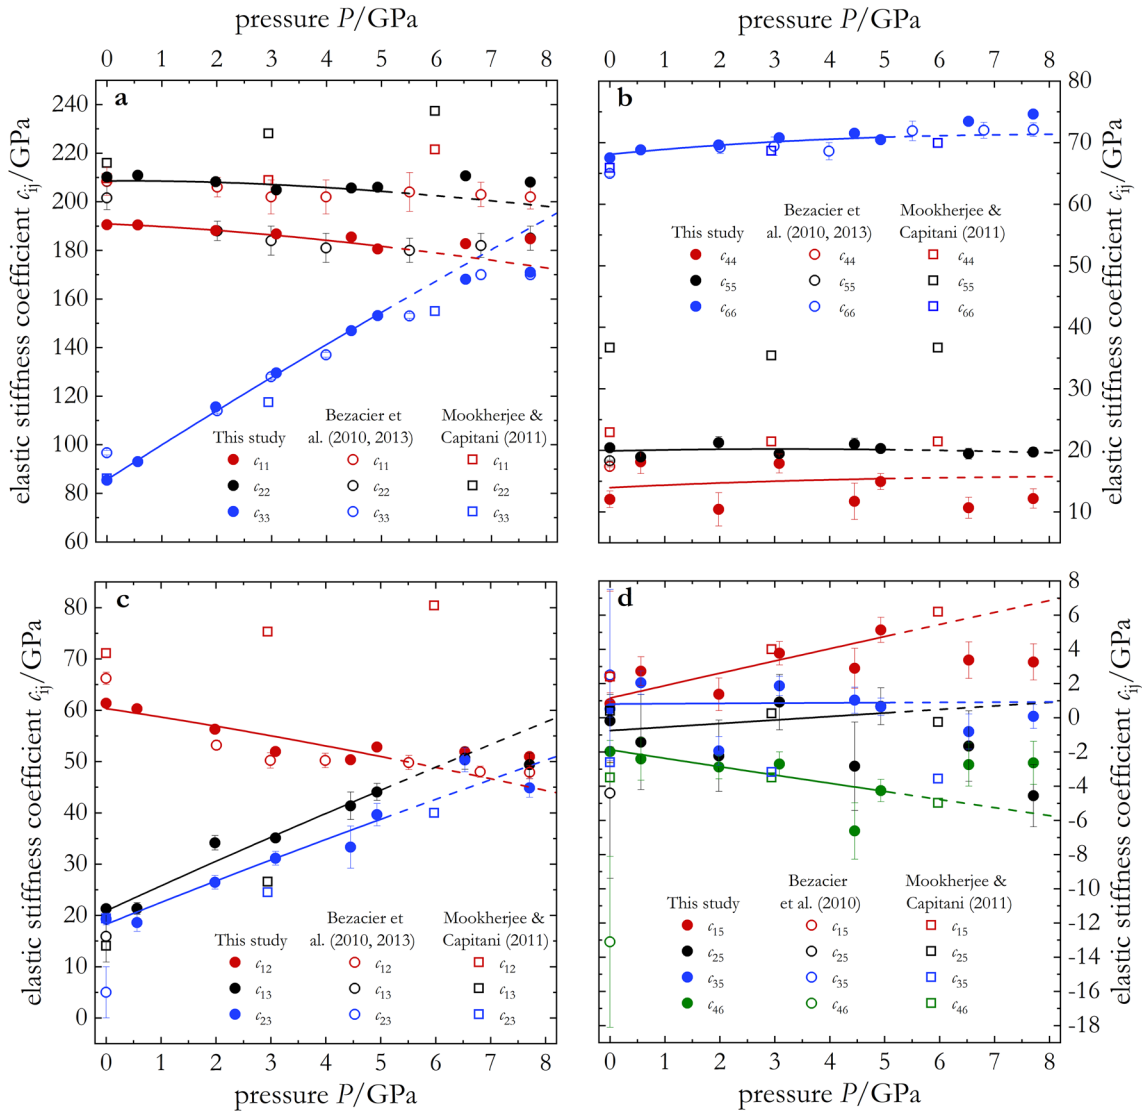 pressure P/GPa
pressure P/GPa
0 1 2 3 4 5 6 7 8
0 1 2 3 4 5 6 7 8
elastic stiffness coefficient cij/GPa
a
240
220
200
180
160
140
120
100
80
60
This study
Bezacier et al. (2010, 2013)
Mookherjee & Capitani (2011)
c11 c11 c11
c22 c22 c22
c33 c33 c33
b
80
70
60
50
40
30
20
10
elastic stiffness coefficient cij/GPa
This study
Bezacier et al. (2010, 2013)
Mookherjee & Capitani (2011)
c44 c44 c44
c55 c55 c55
c66 c66 c66
elastic stiffness coefficient cij/GPa
c
80
70
60
50
40
30
20
10
0
This study
Bezacier et al. (2010, 2013)
Mookherjee & Capitani (2011)
c12 c12 c12
c13 c13 c13
c23 c23 c23
d
8
6
4
2
0
-2
-4
-6
-8
-10
-12
-14
-16
-18
elastic stiffness coefficient cij/GPa
This study
Bezacier et al. (2010)
Mookherjee & Capitani (2011)
c15 c15 c15
c25 c25 c25
c35 c35 c35
c46 c46 c46
0 1 2 3 4 5 6 7 8
0 1 2 3 4 5 6 7 8
pressure P/GPa
pressure P/GPa